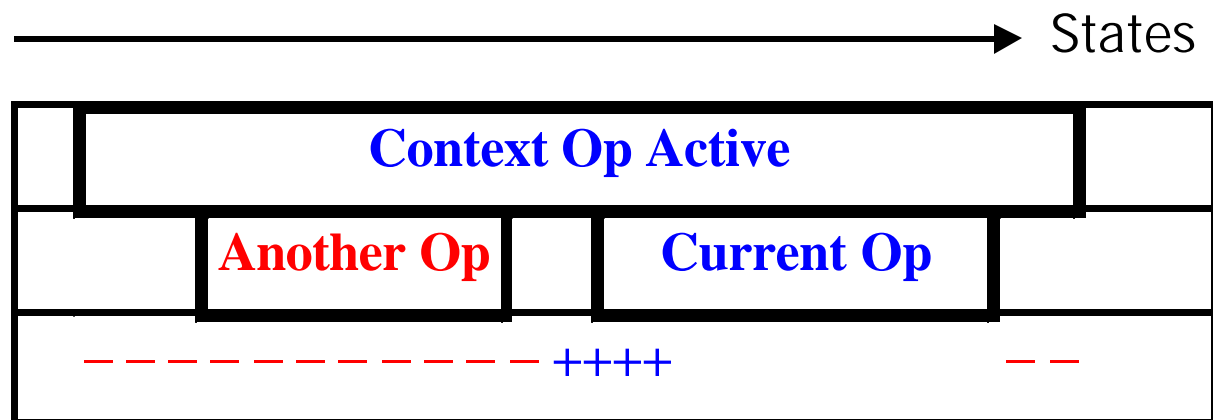 States
Context Op Active
Another Op Current Op
– – – – – – – – – – – ++++ – –